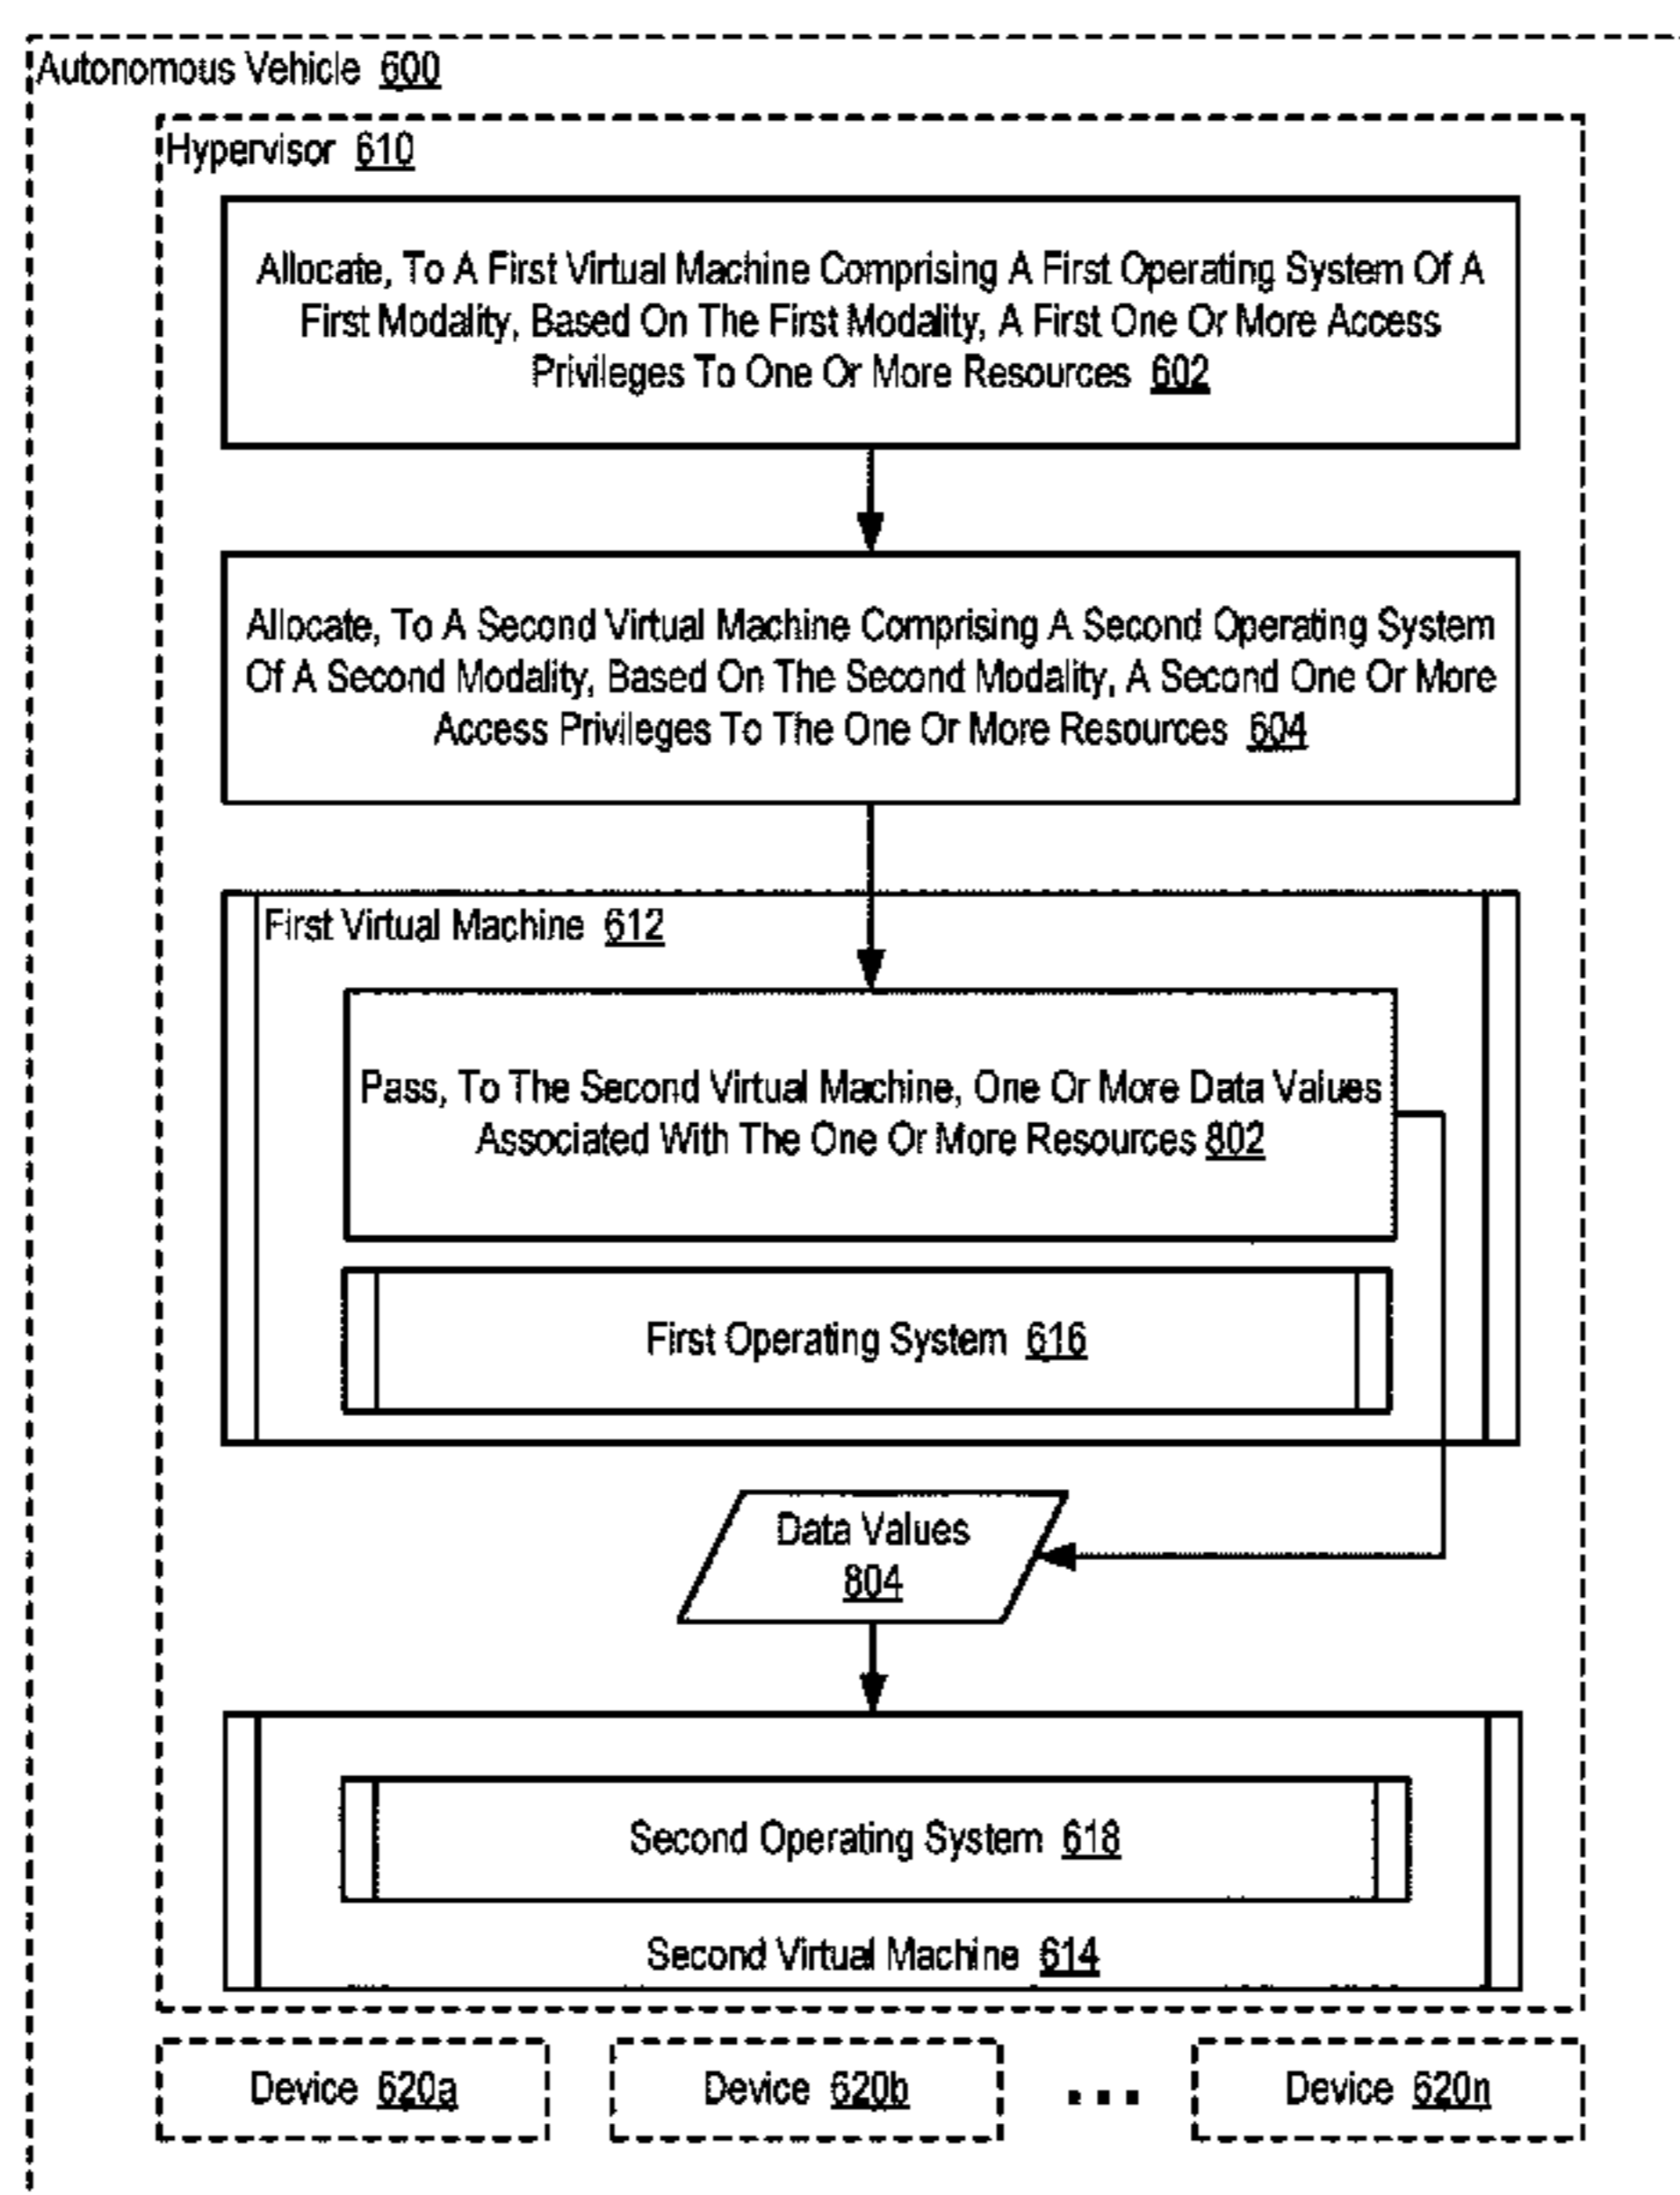 Autonomous Vehicle 600
Hypervisor 610
Allocate, To A First Virtual Machine Comprising A First Operating System Of A
First Modality, Based On The First Modality, A First One Or More Access
Privileges To One Or More Resources 602
Allocate, To A Second Virtual Machine Comprising A Second Operating System
Of A Second Modality, Based On The Second Modality, A Second One Or More
Access Privileges To The One Or More Resources 604
First Virtual Machine 612
Pass, To The Second Virtual Machine, One Or More Data Values
Associated With The One Or More Resources 802
First Operating System 616
Data Values
804
Second Operating System 618
Second Virtual Machine 614
Device 620a
Device 620b
...
Device 620n